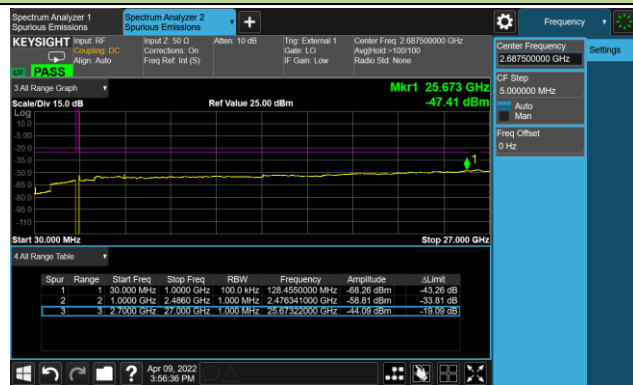 Spectrum Analyzer 1
Spurious Emissions
Spectrum Analyzer 2
Spurious Emissions
Frequency
KEYSIGHT
Input: RF
Coupling: DC
Align: Auto
Input Z: 50 Ω
Corrections: On
Freq Ref: Int (S)
Atten: 10 dB
Trig: External 1
Gate: LO
IF Gain: Low
Center Freq: 2.687500000 GHz
Avg|Hold:>100/100
Radio Std: None
PASS
Center Frequency
2.687500000 GHz
Settings
CF Step
5.000000 MHz
Auto
Man
Freq Offset
0 Hz
3 All Range Graph
Mkr1 25.673 GHz
Scale/Div 15.0 dB
Ref Value 25.00 dBm
-47.41 dBm
Log
10.0
-5.00
-20.0
-35.0
-50.0
-65.0
-80.0
-95.0
-110
1
Start 30.000 MHz
Stop 27.000 GHz
4 All Range Table
Spur Range Start Freq Stop Freq RBW Frequency Amplitude ΔLimit
1 1 30.000 MHz 1.0000 GHz 100.0 kHz 128.4550000 MHz -68.26 dBm -43.26 dB
2 2 1.0000 GHz 2.4860 GHz 1.000 MHz 2.476341000 GHz -58.81 dBm -33.81 dB
3 3 2.7000 GHz 27.000 GHz 1.000 MHz 25.67322000 GHz -44.09 dBm -19.09 dB
Apr 09, 2022
3:56:36 PM